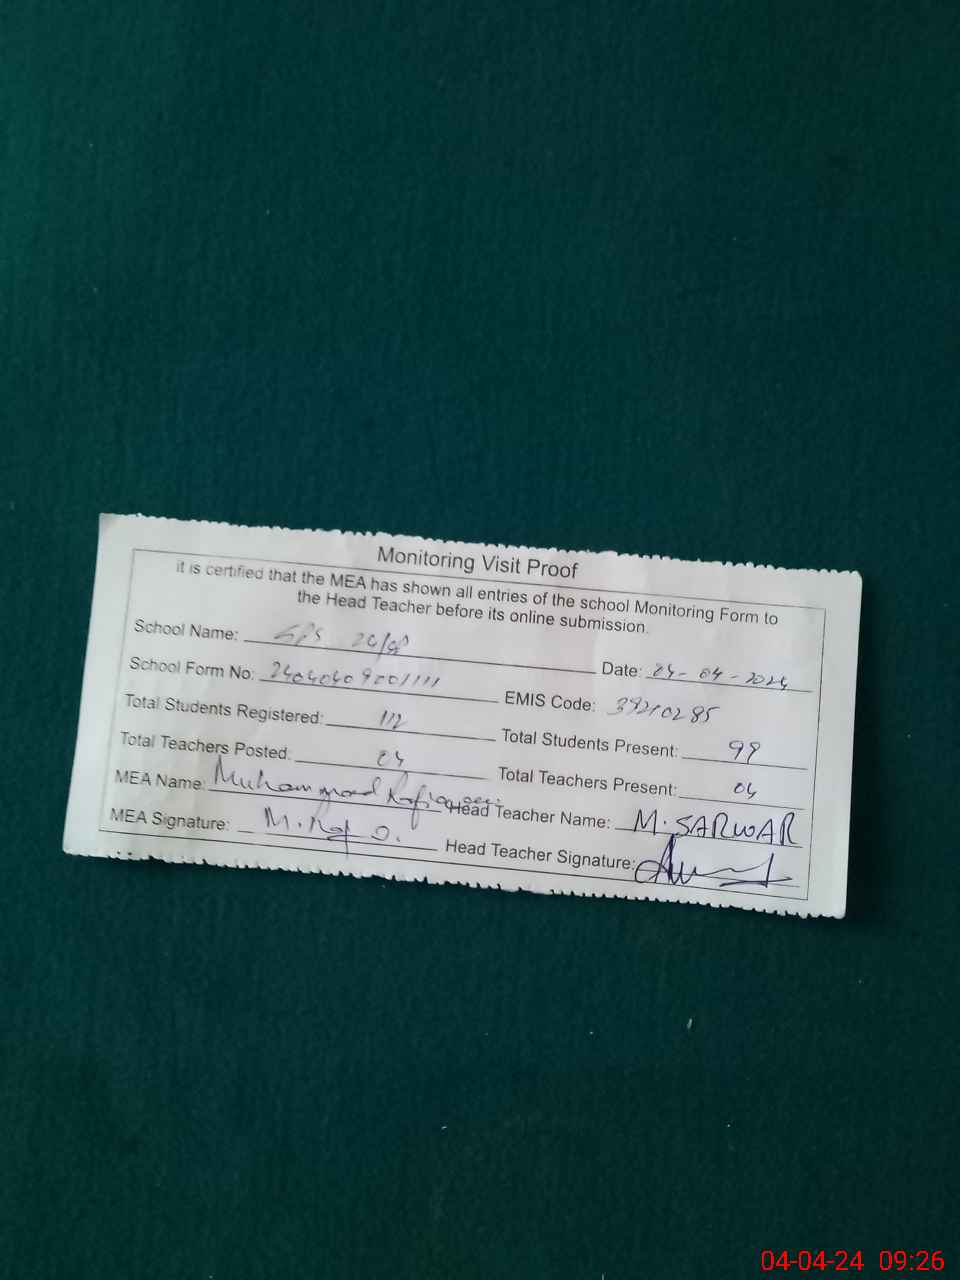 Monitoring Visit Proof
it is certified that the MEA has shown all entries of the school Monitoring Form to
the Head Teacher before its online submission.
School Name: GPS Date: 04-04-2024
School Form No: EMIS Code: 39210285
Total Students Registered: 112 Total Students Present: 99
Total Teachers Posted: 04 Total Teachers Present: 04
MEA Name: Muhammad Head Teacher Name: M. SARWAR
MEA Signature: Head Teacher Signature:
04-04-24 09:26